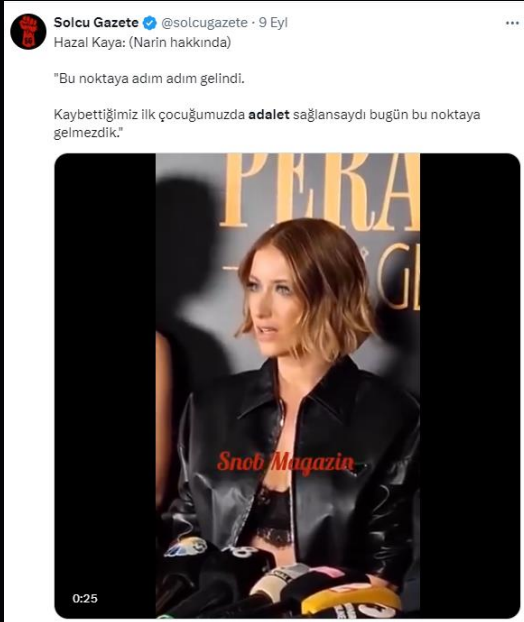 Solcu Gazete @solcugazete · 9 Eyl
Hazal Kaya: (Narin hakkında)
"Bu noktaya adım adım gelindi.
Kaybettiğimiz ilk çocuğumuzda adalet sağlansaydı bugün bu noktaya
gelmezdik."
PERA
GE
Snob Magazin
0:25